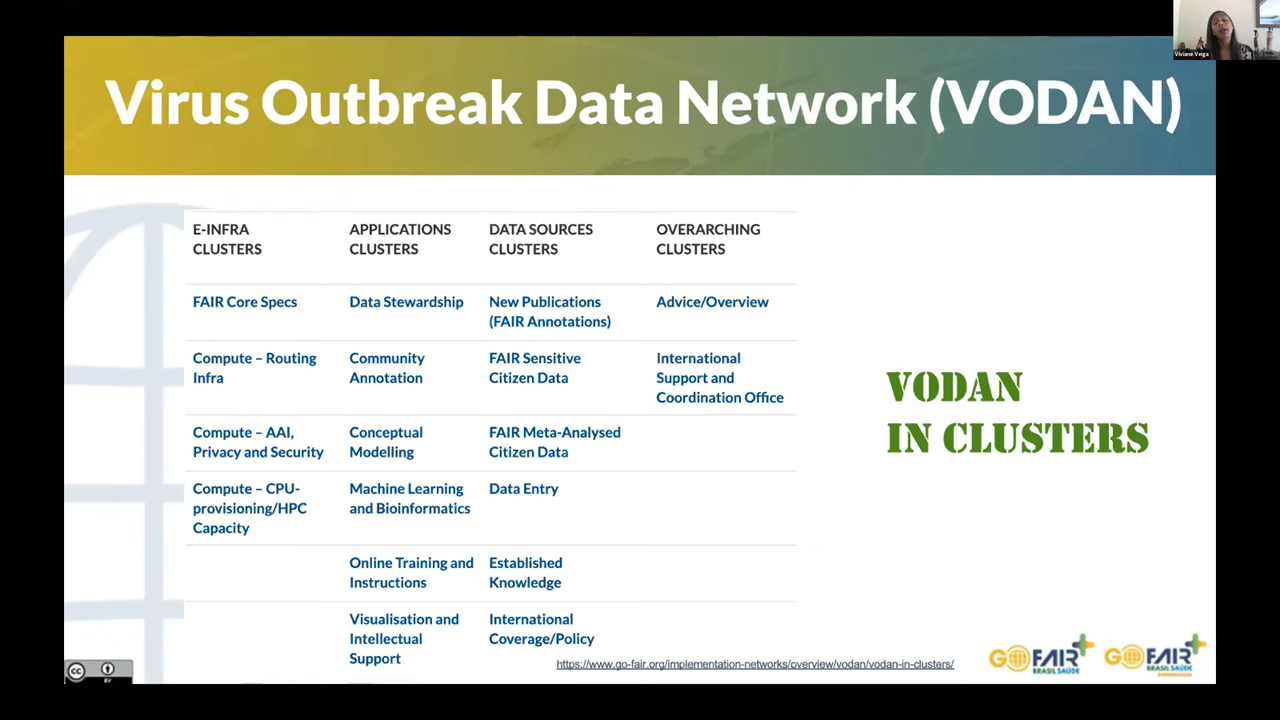 Viviane Veiga
Virus Outbreak Data Network (VODAN)
E-INFRA
CLUSTERS
APPLICATIONS
CLUSTERS
DATA SOURCES
CLUSTERS
OVERARCHING
CLUSTERS
FAIR Core Specs
Data Stewardship
New Publications
(FAIR Annotations)
Advice/Overview
Compute – Routing
Infra
Community
Annotation
FAIR Sensitive
Citizen Data
International
Support and
Coordination Office
Compute – AAI,
Privacy and Security
Conceptual
Modelling
FAIR Meta-Analysed
Citizen Data
Compute – CPU-
provisioning/HPC
Capacity
Machine Learning
and Bioinformatics
Data Entry
Online Training and
Instructions
Established
Knowledge
Visualisation and
Intellectual
Support
International
Coverage/Policy
VODAN
IN CLUSTERS
https://www.go-fair.org/implementation-networks/overview/vodan/vodan-in-clusters/
cc
BY
GO FAIR
BRASIL SAÚDE
GO FAIR
BRASIL SAÚDE
ENFERMAGEM